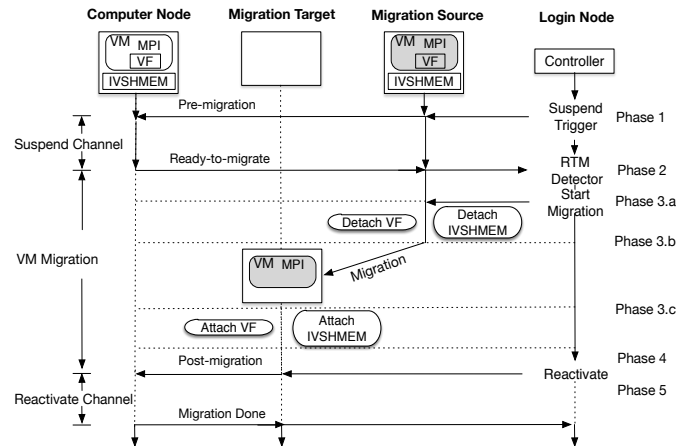 Computer Node
Migration Target
Migration Source
Login Node
VM MPI
VF
IVSHMEM
VM MPI
VF
IVSHMEM
Controller
Pre-migration
Suspend
Trigger
Phase 1
Suspend Channel
Ready-to-migrate
RTM
Detector
Phase 2
Start
Migration
Phase 3.a
Detach VF
Detach
IVSHMEM
Phase 3.b
VM Migration
VM MPI
Migration
Phase 3.c
Attach VF
Attach
IVSHMEM
Post-migration
Phase 4
Reactivate
Phase 5
Reactivate Channel
Migration Done